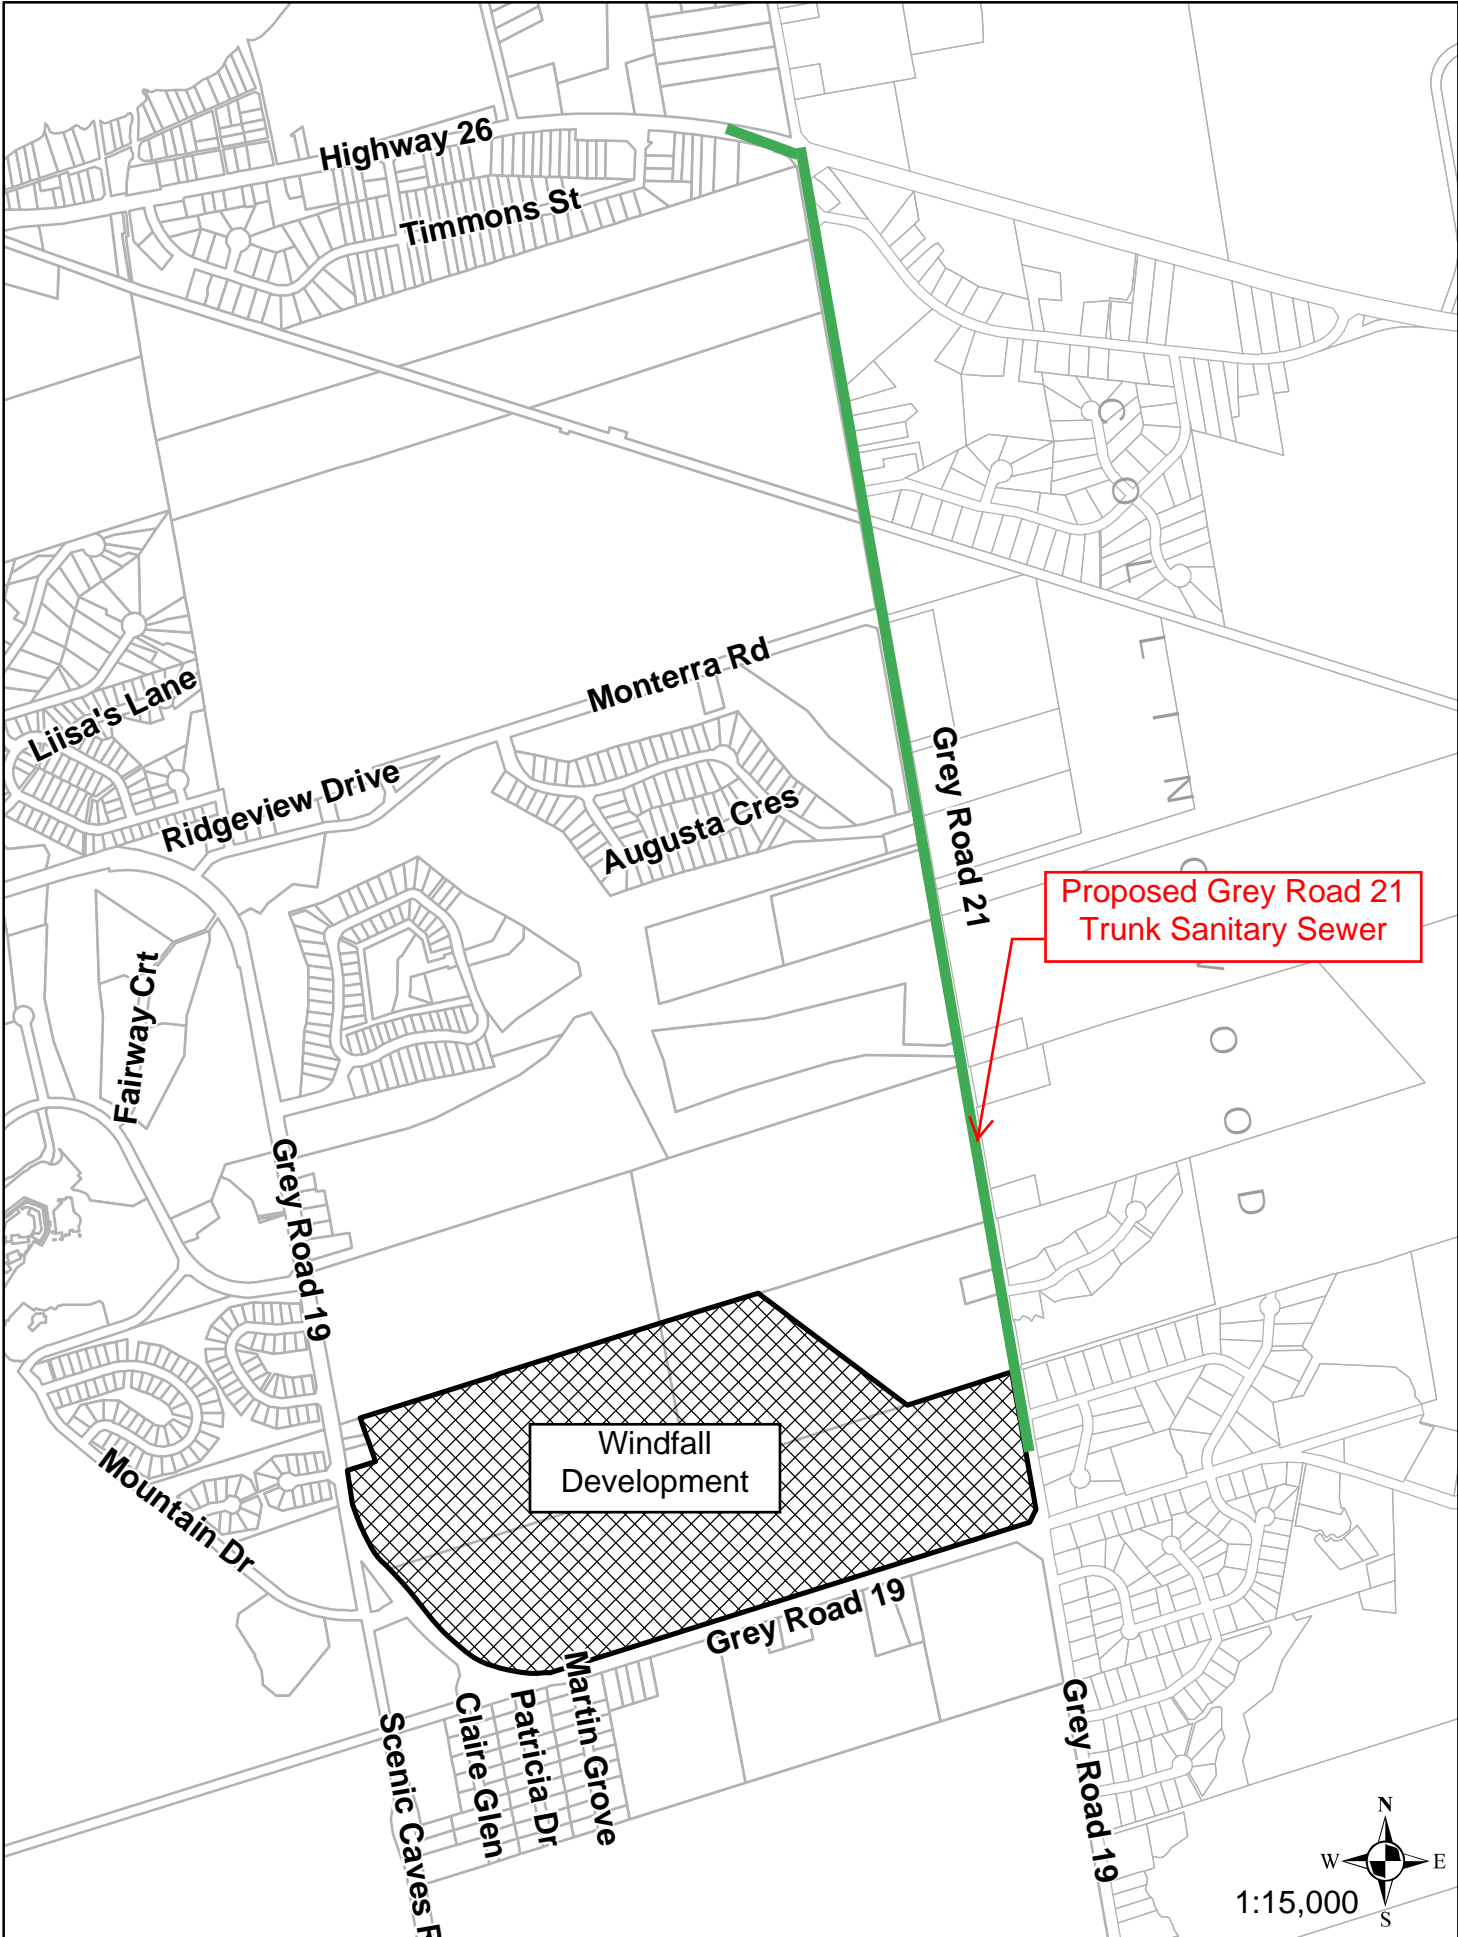 Highway 26
Timmons St
Monterra Rd
Liisa's Lane
Ridgeview Drive
Augusta Cres
Grey Road 21
Proposed Grey Road 21
Trunk Sanitary Sewer
C O L L I N G W O O D
Fairway Crt
Grey Road 19
Windfall
Development
Mountain Dr
Grey Road 19
Martin Grove
Patricia Dr
Claire Glen
Scenic Caves R
Grey Road 19
N
W
E
S
1:15,000